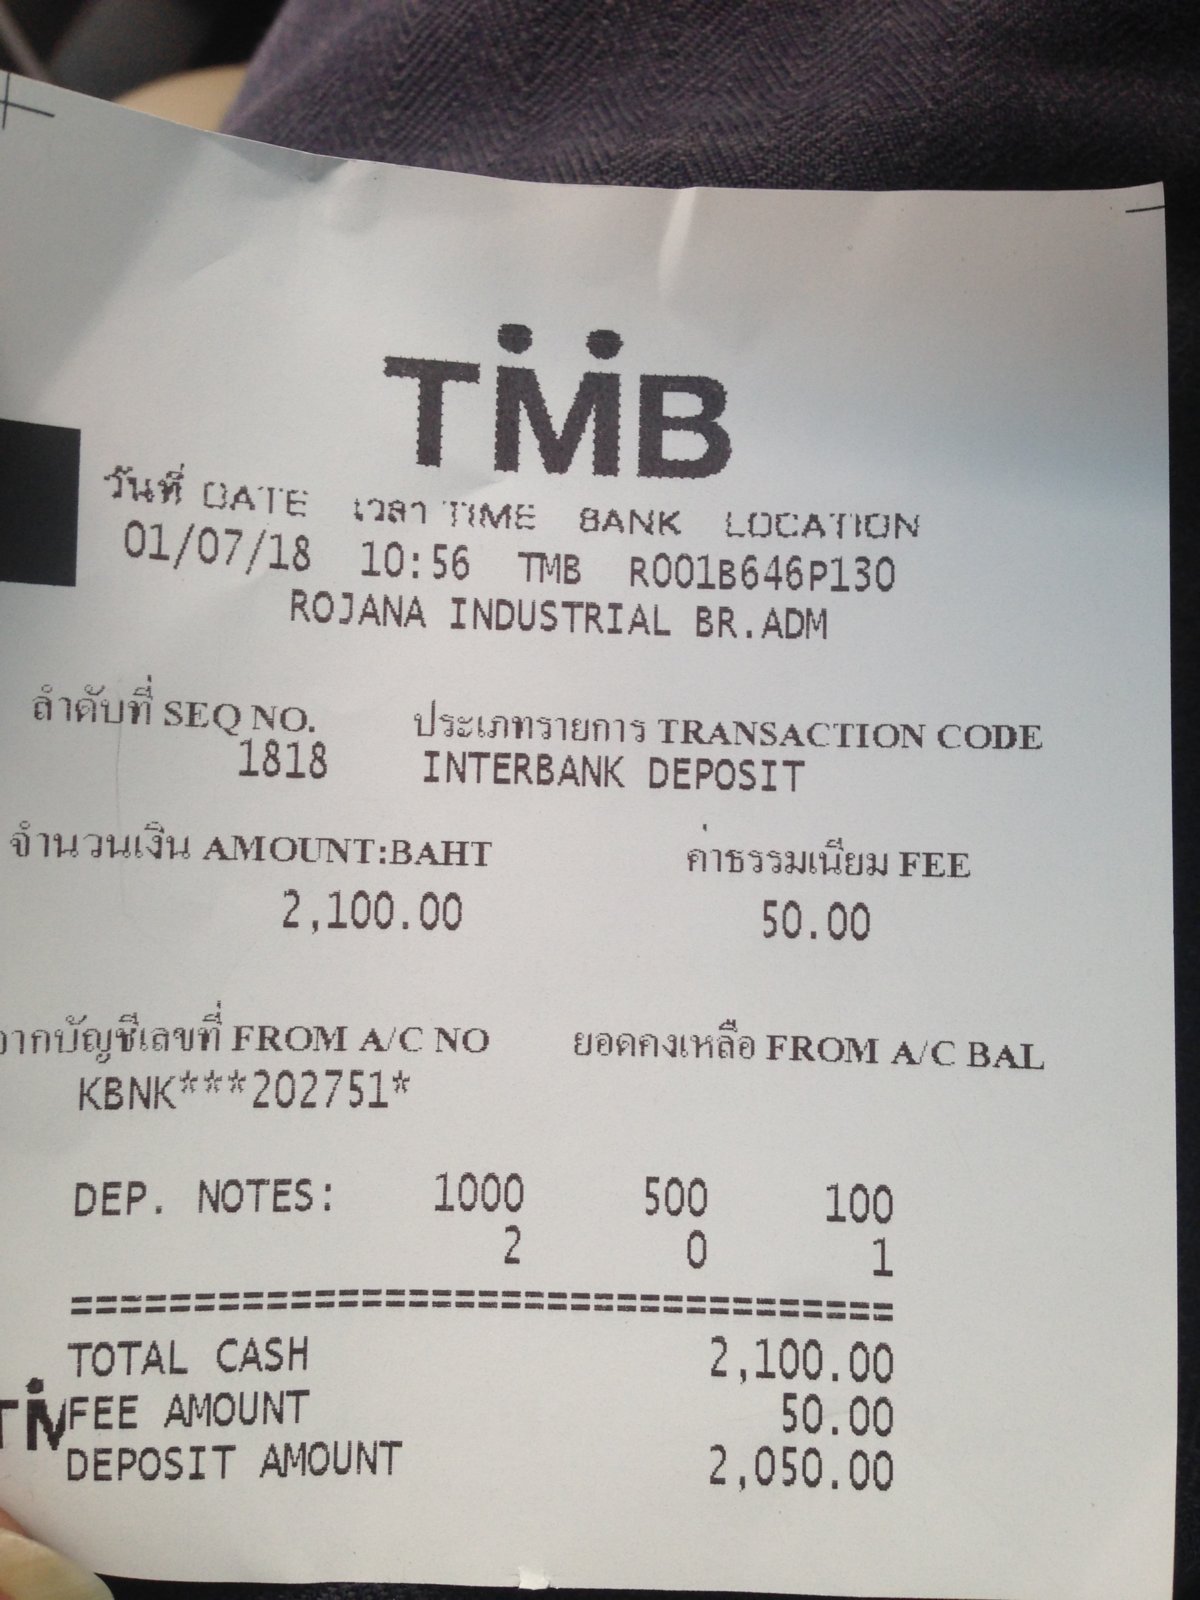 TMB
วันที่ DATE เวลา TIME BANK LOCATION
01/07/18 10:56 TMB R001B646P130
ROJANA INDUSTRIAL BR.ADM
ลำดับที่ SEQ NO. ประเภทรายการ TRANSACTION CODE
1818 INTERBANK DEPOSIT
จำนวนเงิน AMOUNT:BAHT ค่าธรรมเนียม FEE
2,100.00 50.00
จากบัญชีเลขที่ FROM A/C NO ยอดคงเหลือ FROM A/C BAL
KBNK***202751*
DEP. NOTES: 1000 500 100
2 0 1
==================================
TOTAL CASH 2,100.00
FEE AMOUNT 50.00
TM
DEPOSIT AMOUNT 2,050.00